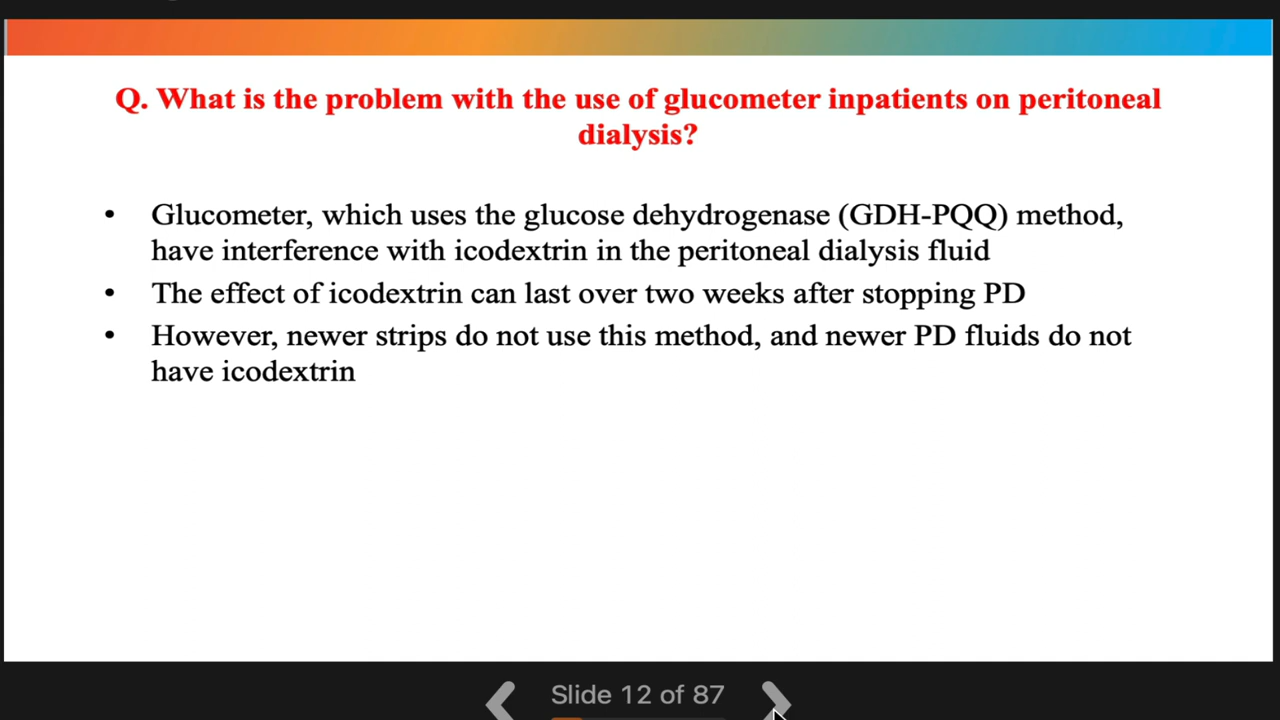 Q. What is the problem with the use of glucometer inpatients on peritoneal
dialysis?
• Glucometer, which uses the glucose dehydrogenase (GDH-PQQ) method,
have interference with icodextrin in the peritoneal dialysis fluid
• The effect of icodextrin can last over two weeks after stopping PD
• However, newer strips do not use this method, and newer PD fluids do not
have icodextrin
Slide 12 of 87